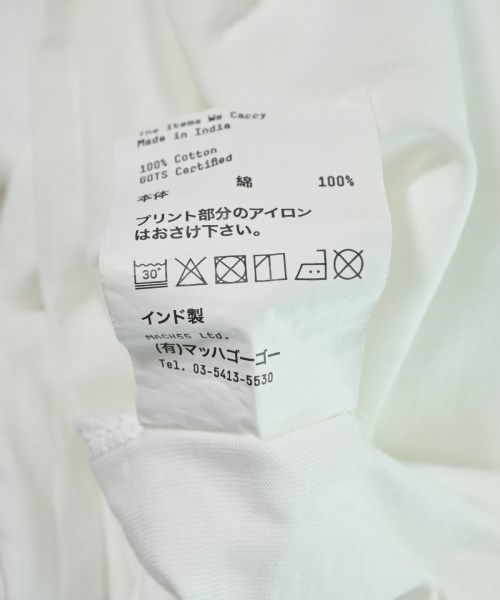 The Items We Carry
Made in India
100% Cotton
GOTS Certified
本体 綿 100%
プリント部分のアイロン
はおさけ下さい。
30°
インド製
MACH55 Ltd.
(有)マッハゴーゴー
Tel. 03-5413-5530